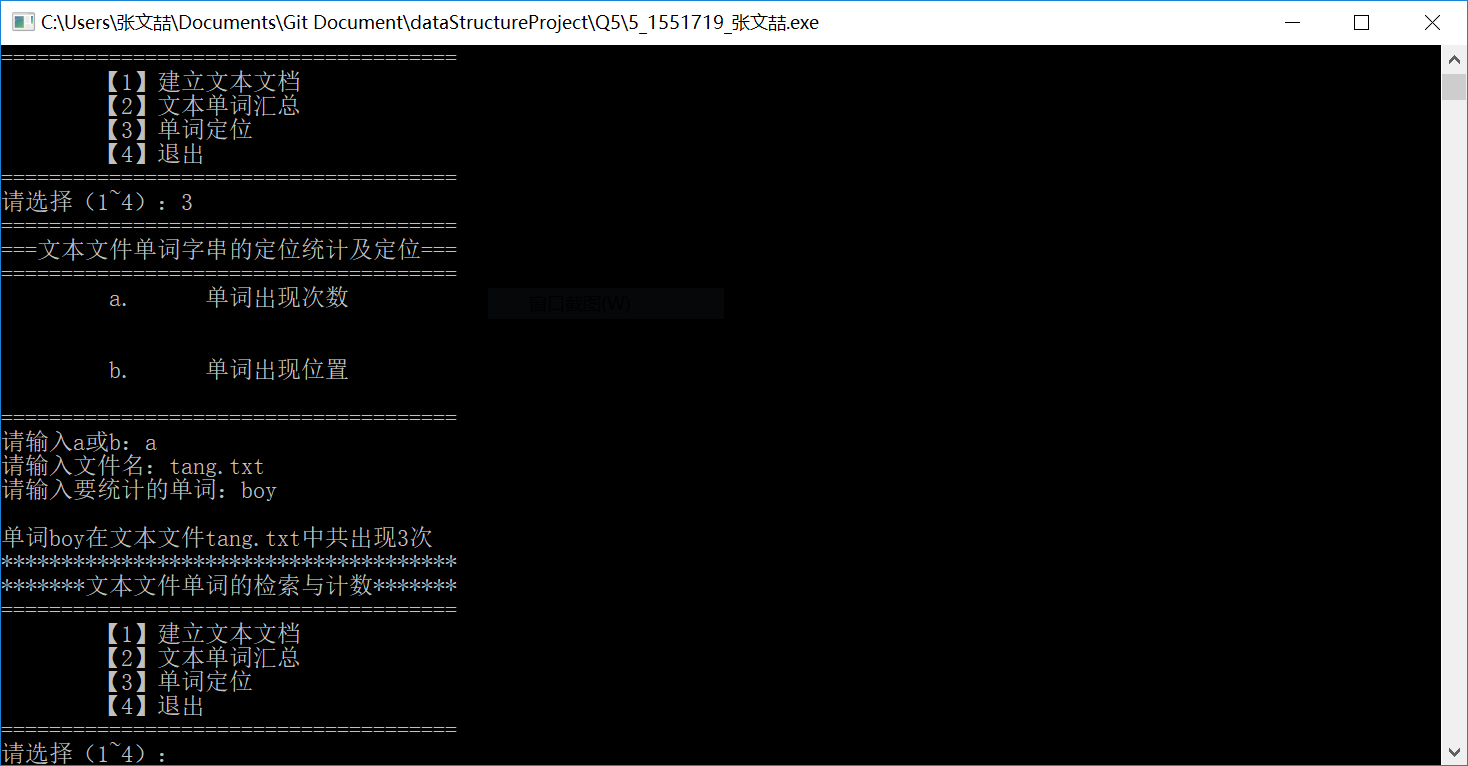 C:\Users\张文喆\Documents\Git Document\dataStructureProject\Q5\5_1551719_张文喆.exe
======================================
【1】建立文本文档
【2】文本单词汇总
【3】单词定位
【4】退出
======================================
请选择（1~4）：3
======================================
===文本文件单词字串的定位统计及定位===
======================================
a. 单词出现次数
窗口截图(W)
b. 单词出现位置
======================================
请输入a或b：a
请输入文件名：tang.txt
请输入要统计的单词：boy
单词boy在文本文件tang.txt中共出现3次
**************************************
*******文本文件单词的检索与计数*******
======================================
【1】建立文本文档
【2】文本单词汇总
【3】单词定位
【4】退出
======================================
请选择（1~4）：